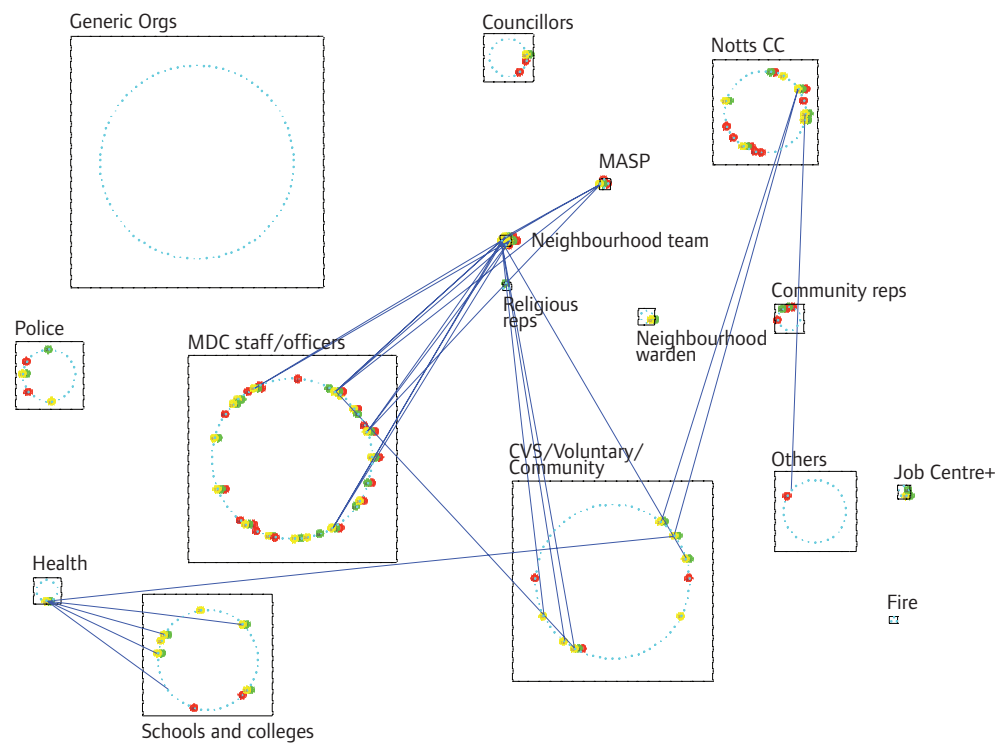 Generic Orgs
Councillors
Notts CC
MASP
Neighbourhood team
Religious
reps
Community reps
Neighbourhood
warden
Police
MDC staff/officers
CVS/Voluntary/
Community
Others
Job Centre+
Health
Fire
Schools and colleges